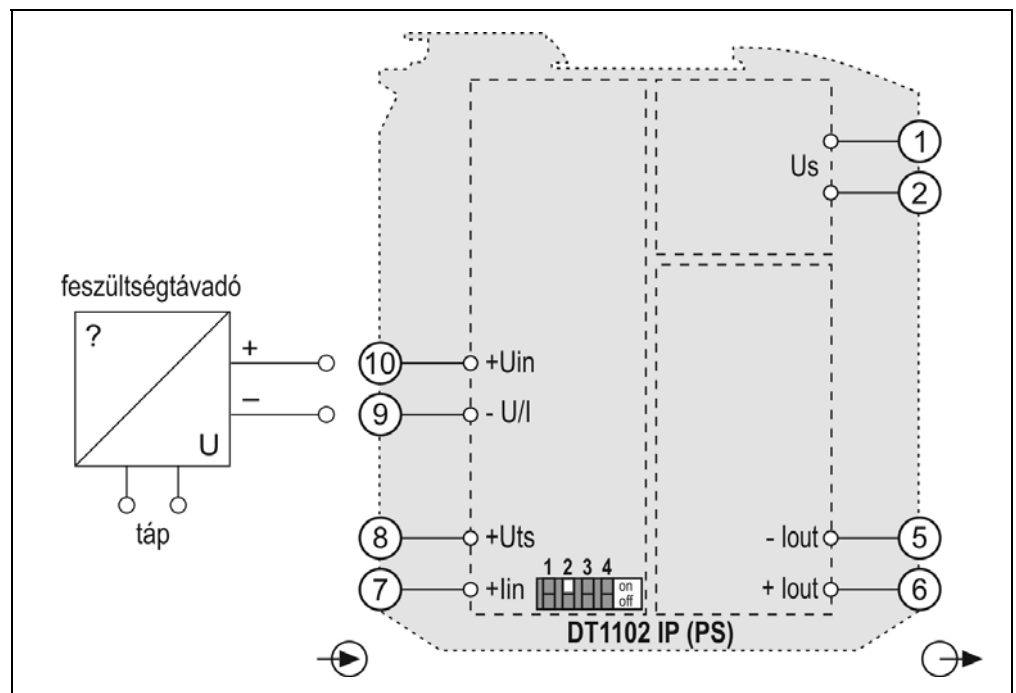 1
Us
2
feszültségtávadó
?
+
10
+Uin
–
9
- U/I
U
táp
8
+Uts
- Iout
5
1 2 3 4
on
off
7
+Iin
+ Iout
6
DT1102 IP (PS)